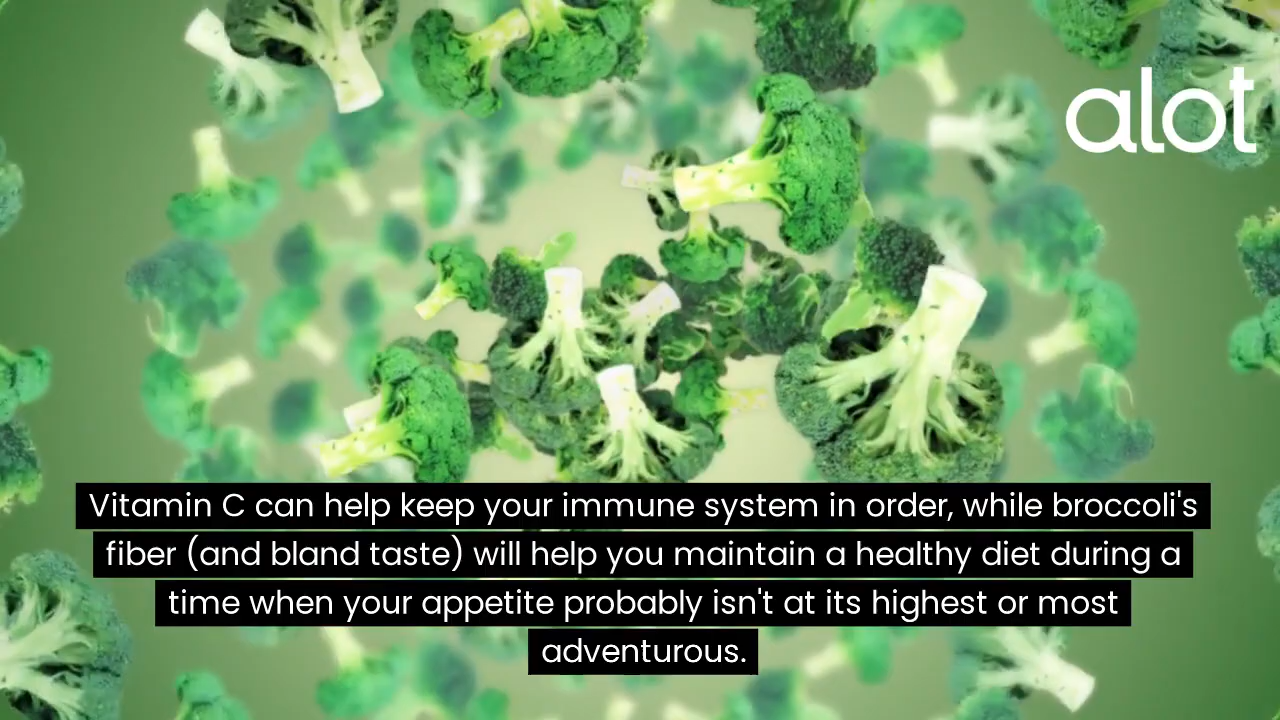 alot
Vitamin C can help keep your immune system in order, while broccoli's
fiber (and bland taste) will help you maintain a healthy diet during a
time when your appetite probably isn't at its highest or most
adventurous.